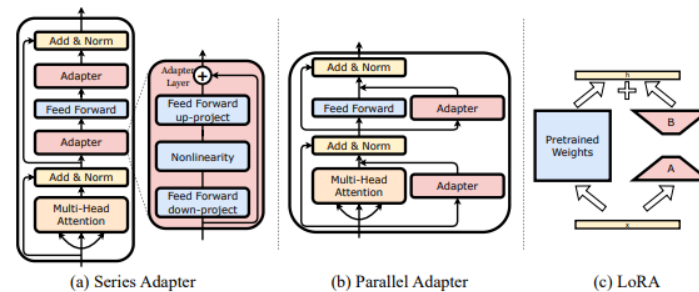 Add & Norm
Adapter
Feed Forward
Adapter
Add & Norm
Multi-Head
Attention
Adapter
Layer
+
Feed Forward
up-project
Nonlinearity
Feed Forward
down-project
(a) Series Adapter
Add & Norm
Feed Forward
Adapter
Add & Norm
Multi-Head
Attention
Adapter
(b) Parallel Adapter
h
+
Pretrained
Weights
B
A
x
(c) LoRA